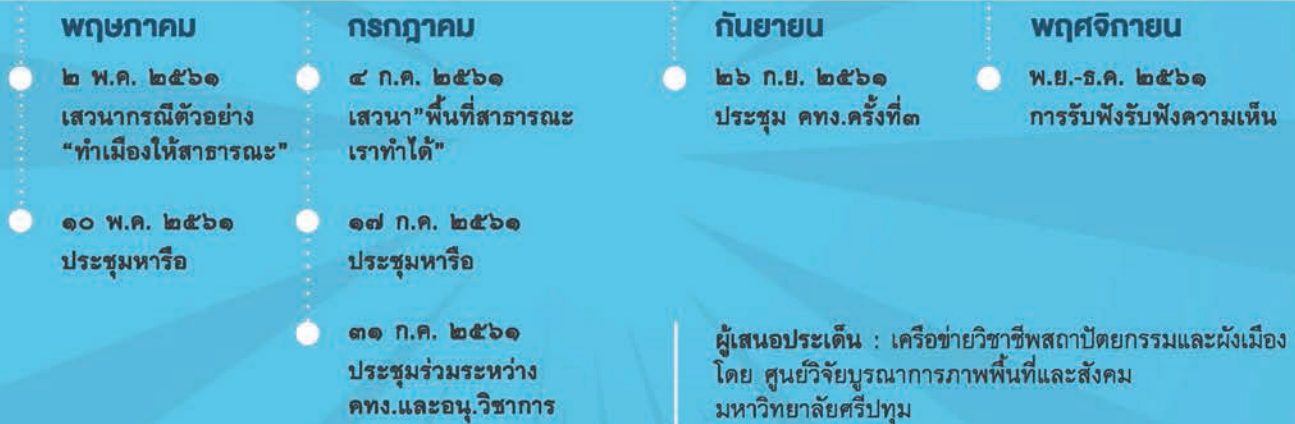 พฤษภาคม
๒ พ.ค. ๒๕๖๑
เสวนากรณีตัวอย่าง
“ทำเมืองให้สาธารณะ”
๑๐ พ.ค. ๒๕๖๑
ประชุมหารือ
กรกฎาคม
๔ ก.ค. ๒๕๖๑
เสวนา”พื้นที่สาธารณะ
เราทำได้”
๑๗ ก.ค. ๒๕๖๑
ประชุมหารือ
๓๑ ก.ค. ๒๕๖๑
ประชุมร่วมระหว่าง
คทง.และอนุ.วิชาการ
กันยายน
๒๖ ก.ย. ๒๕๖๑
ประชุม คทง.ครั้งที่๓
พฤศจิกายน
พ.ย.-ธ.ค. ๒๕๖๑
การรับฟังรับฟังความเห็น
ผู้เสนอประเด็น : เครือข่ายวิชาชีพสถาปัตยกรรมและผังเมือง
โดย ศูนย์วิจัยบูรณาการภาพพื้นที่และสังคม
มหาวิทยาลัยศรีปทุม